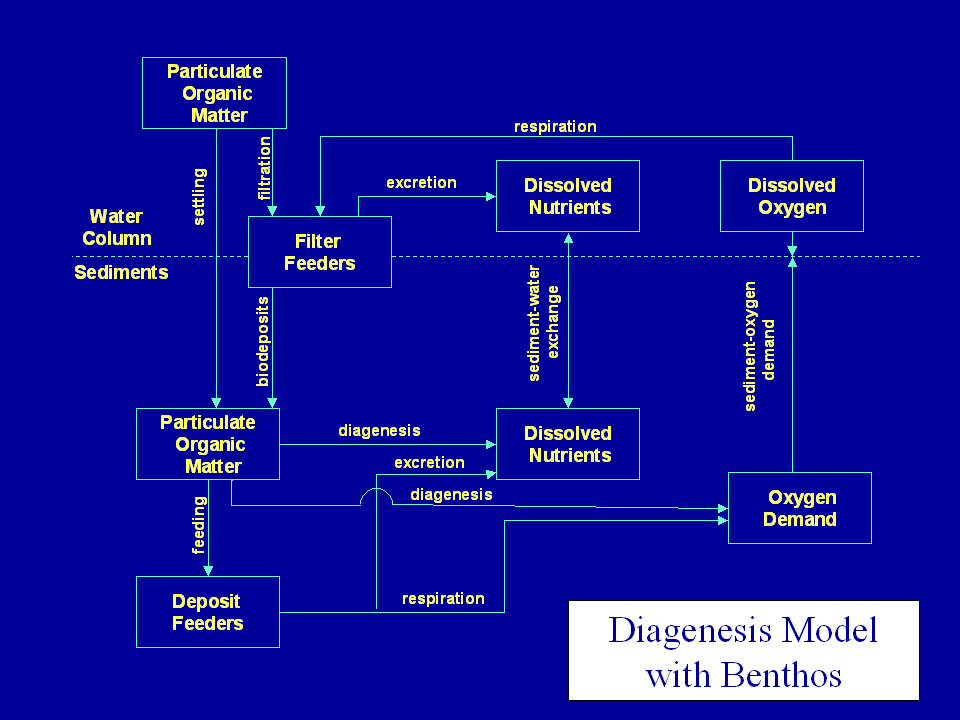 Particulate
Organic
Matter
respiration
filtration
settling
excretion
Dissolved
Nutrients
Dissolved
Oxygen
Water
Column
Filter
Feeders
Sediments
biodeposits
sediment-water
exchange
sediment-oxygen
demand
Particulate
Organic
Matter
diagenesis
Dissolved
Nutrients
excretion
diagenesis
Oxygen
Demand
feeding
Deposit
Feeders
respiration
Diagenesis Model
with Benthos